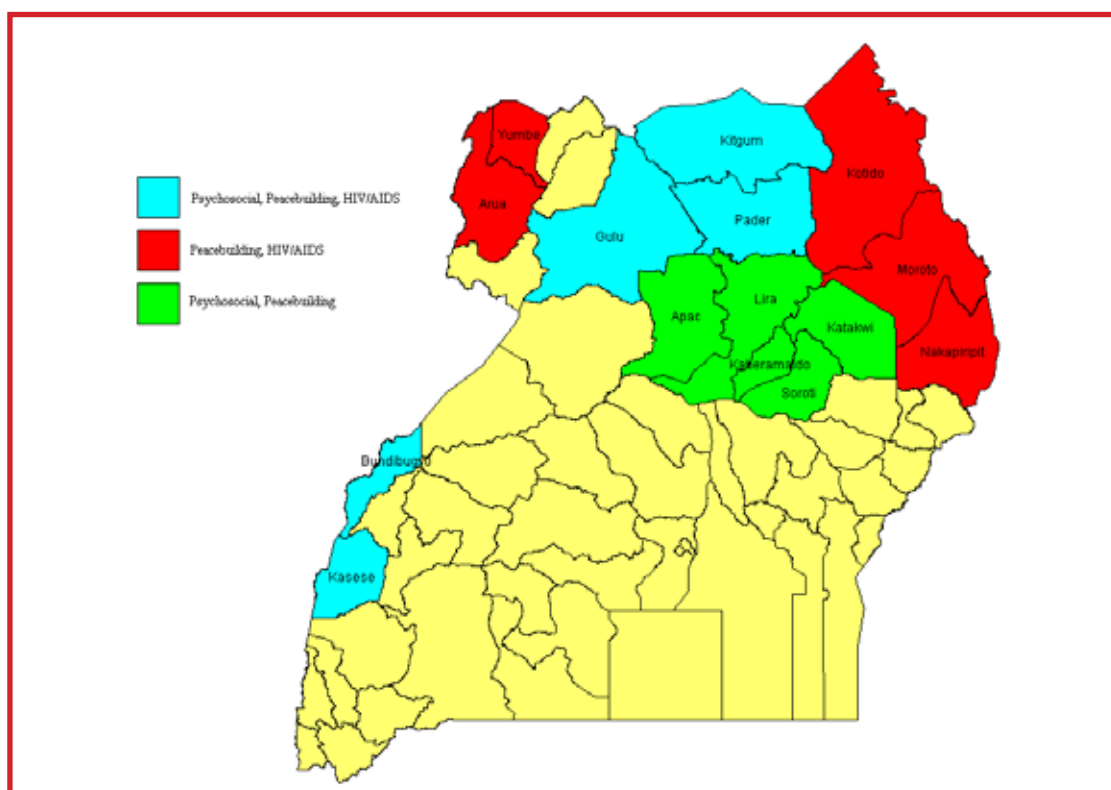 Yumbe
Kitgum
Kotido
Psychosocial, Peacebuilding, HIV/AIDS
Arua
Pader
Gulu
Peacebuilding, HIV/AIDS
Moroto
Psychosocial, Peacebuilding
Lira
Apac
Katakwi
Nakapiripit
Kaberamaido
Soroti
Bundibugyo
Kasese